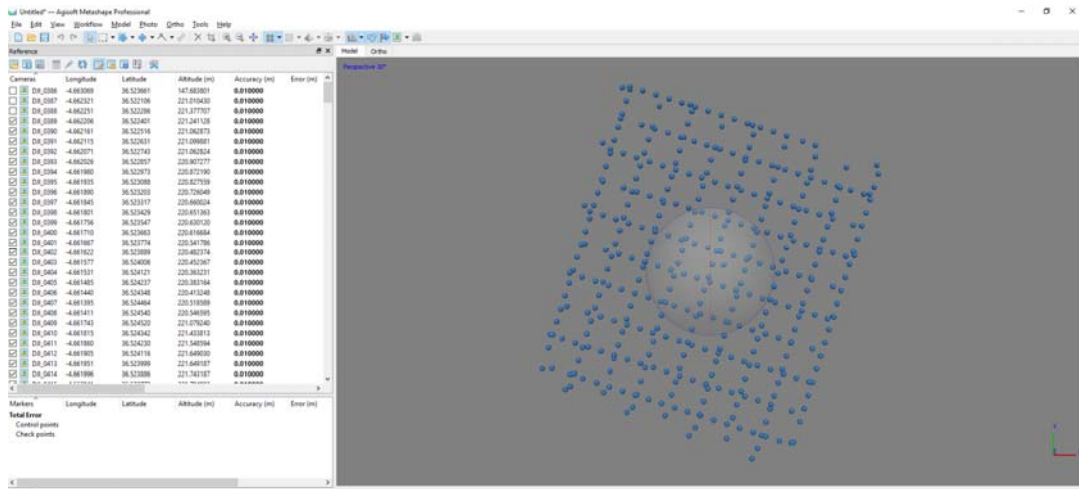 Untitled* — Agisoft Metashape Professional
File Edit View Workflow Model Photo Ortho Tools Help
Reference
Model Ortho
Perspective 30°
Cameras Longitude Latitude Altitude (m) Accuracy (m) Error (m)
DJI_0386 -4.663069 36.523661 147.683801 0.010000
DJI_0387 -4.662321 36.522106 221.010430 0.010000
DJI_0388 -4.662251 36.522286 221.377707 0.010000
DJI_0389 -4.662206 36.522401 221.241128 0.010000
DJI_0390 -4.662161 36.522516 221.062873 0.010000
DJI_0391 -4.662115 36.522631 221.099881 0.010000
DJI_0392 -4.662071 36.522743 221.062824 0.010000
DJI_0393 -4.662026 36.522857 220.907277 0.010000
DJI_0394 -4.661980 36.522973 220.872190 0.010000
DJI_0395 -4.661935 36.523088 220.827559 0.010000
DJI_0396 -4.661890 36.523203 220.726049 0.010000
DJI_0397 -4.661845 36.523317 220.660024 0.010000
DJI_0398 -4.661801 36.523429 220.651363 0.010000
DJI_0399 -4.661756 36.523547 220.630120 0.010000
DJI_0400 -4.661710 36.523663 220.616684 0.010000
DJI_0401 -4.661667 36.523774 220.541796 0.010000
DJI_0402 -4.661622 36.523889 220.482374 0.010000
DJI_0403 -4.661577 36.524006 220.452367 0.010000
DJI_0404 -4.661531 36.524121 220.363231 0.010000
DJI_0405 -4.661485 36.524237 220.383164 0.010000
DJI_0406 -4.661440 36.524348 220.413248 0.010000
DJI_0407 -4.661395 36.524464 220.518589 0.010000
DJI_0408 -4.661411 36.524540 220.546595 0.010000
DJI_0409 -4.661743 36.524520 221.079240 0.010000
DJI_0410 -4.661815 36.524342 221.433813 0.010000
DJI_0411 -4.661860 36.524230 221.548594 0.010000
DJI_0412 -4.661905 36.524116 221.649030 0.010000
DJI_0413 -4.661951 36.523999 221.649187 0.010000
DJI_0414 -4.661996 36.523886 221.743187 0.010000
Markers Longitude Latitude Altitude (m) Accuracy (m) Error (m)
Total Error
Control points
Check points